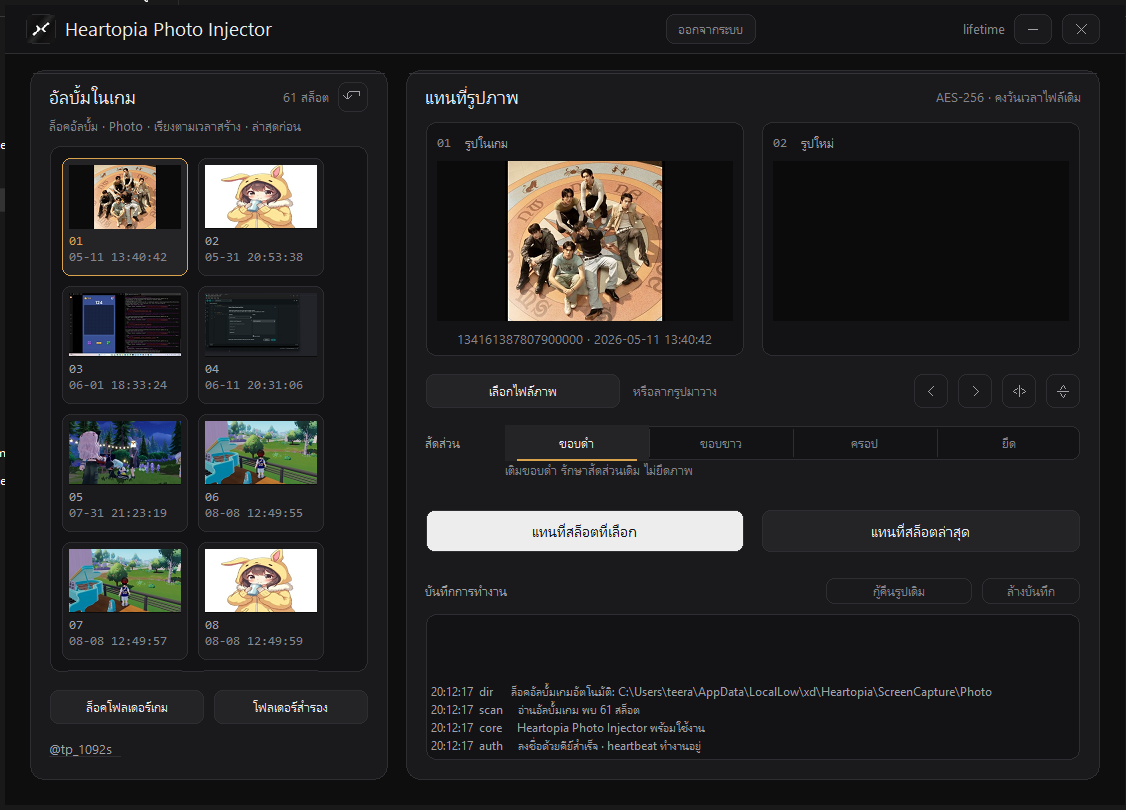 Heartopia Photo Injector
ออกจากระบบ
lifetime
อัลบั้มในเกม
61 สล็อต
ล็อคอัลบั้ม · Photo · เรียงตามเวลาสร้าง · ล่าสุดก่อน
01
05-11 13:40:42
02
05-31 20:53:38
03
06-01 18:33:24
04
06-11 20:31:06
05
07-31 21:23:19
06
08-08 12:49:55
07
08-08 12:49:57
08
08-08 12:49:59
ล็อคโฟลเดอร์เกม
โฟลเดอร์สำรอง
@tp_1092s
แทนที่รูปภาพ
AES-256 · คงวันเวลาไฟล์เดิม
01 รูปในเกม
134161387807900000 · 2026-05-11 13:40:42
02 รูปใหม่
เลือกไฟล์ภาพ
หรือลากรูปมาวาง
สัดส่วน
ขอบดำ
ขอบขาว
ครอป
ยืด
เติมขอบดำ รักษาสัดส่วนเดิม ไม่ยืดภาพ
แทนที่สล็อตที่เลือก
แทนที่สล็อตล่าสุด
บันทึกการทำงาน
กู้คืนรูปเดิม
ล้างบันทึก
20:12:17 dir ล็อคอัลบั้มเกมอัตโนมัติ: C:\Users\teera\AppData\LocalLow\xd\Heartopia\ScreenCapture\Photo
20:12:17 scan อ่านอัลบั้มเกม พบ 61 สล็อต
20:12:17 core Heartopia Photo Injector พร้อมใช้งาน
20:12:17 auth ลงชื่อด้วยคีย์สำเร็จ · heartbeat ทำงานอยู่